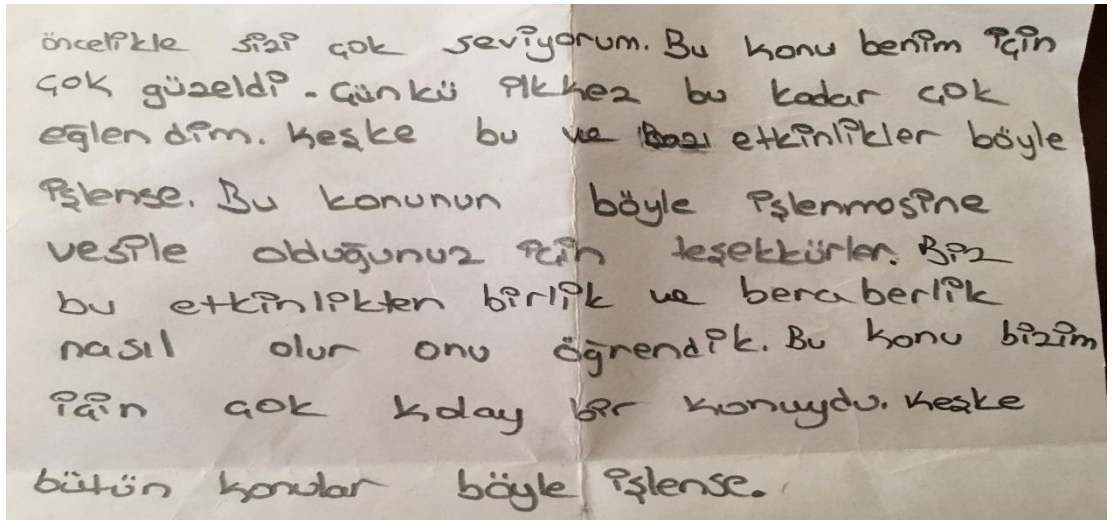 öncelikle sizi çok seviyorum. Bu konu benim için
çok güzeldi. Çünkü ilkkez bu kadar çok
eğlendim. Keşke bu ve bazı etkinlikler böyle
işlense. Bu konunun böyle işlenmesine
vesile olduğunuz için teşekkürler. Biz
bu etkinlikten birlik ve beraberlik
nasıl olur onu öğrendik. Bu konu bizim
için çok kolay bir konuydu. Keşke
bütün konular böyle işlense.